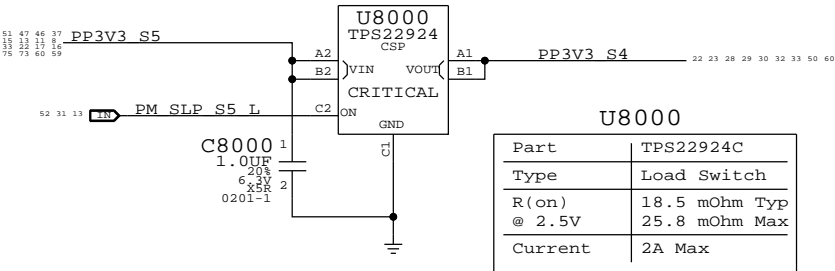 51 47 46 37
15 13 11 8
33 22 17 16
75 73 60 59
PP3V3_S5
U8000
TPS22924
CSP
A2
B2
VIN
VOUT
A1
B1
PP3V3_S4
22 23 28 29 30 32 33 50 60
CRITICAL
52 31 13
IN
PM_SLP_S5_L
C2
ON
GND
C1
C8000
1
1.0UF
20%
6.3V
X5R
2
0201-1
U8000
Part TPS22924C
Type Load Switch
R(on) 18.5 mOhm Typ
@ 2.5V 25.8 mOhm Max
Current 2A Max